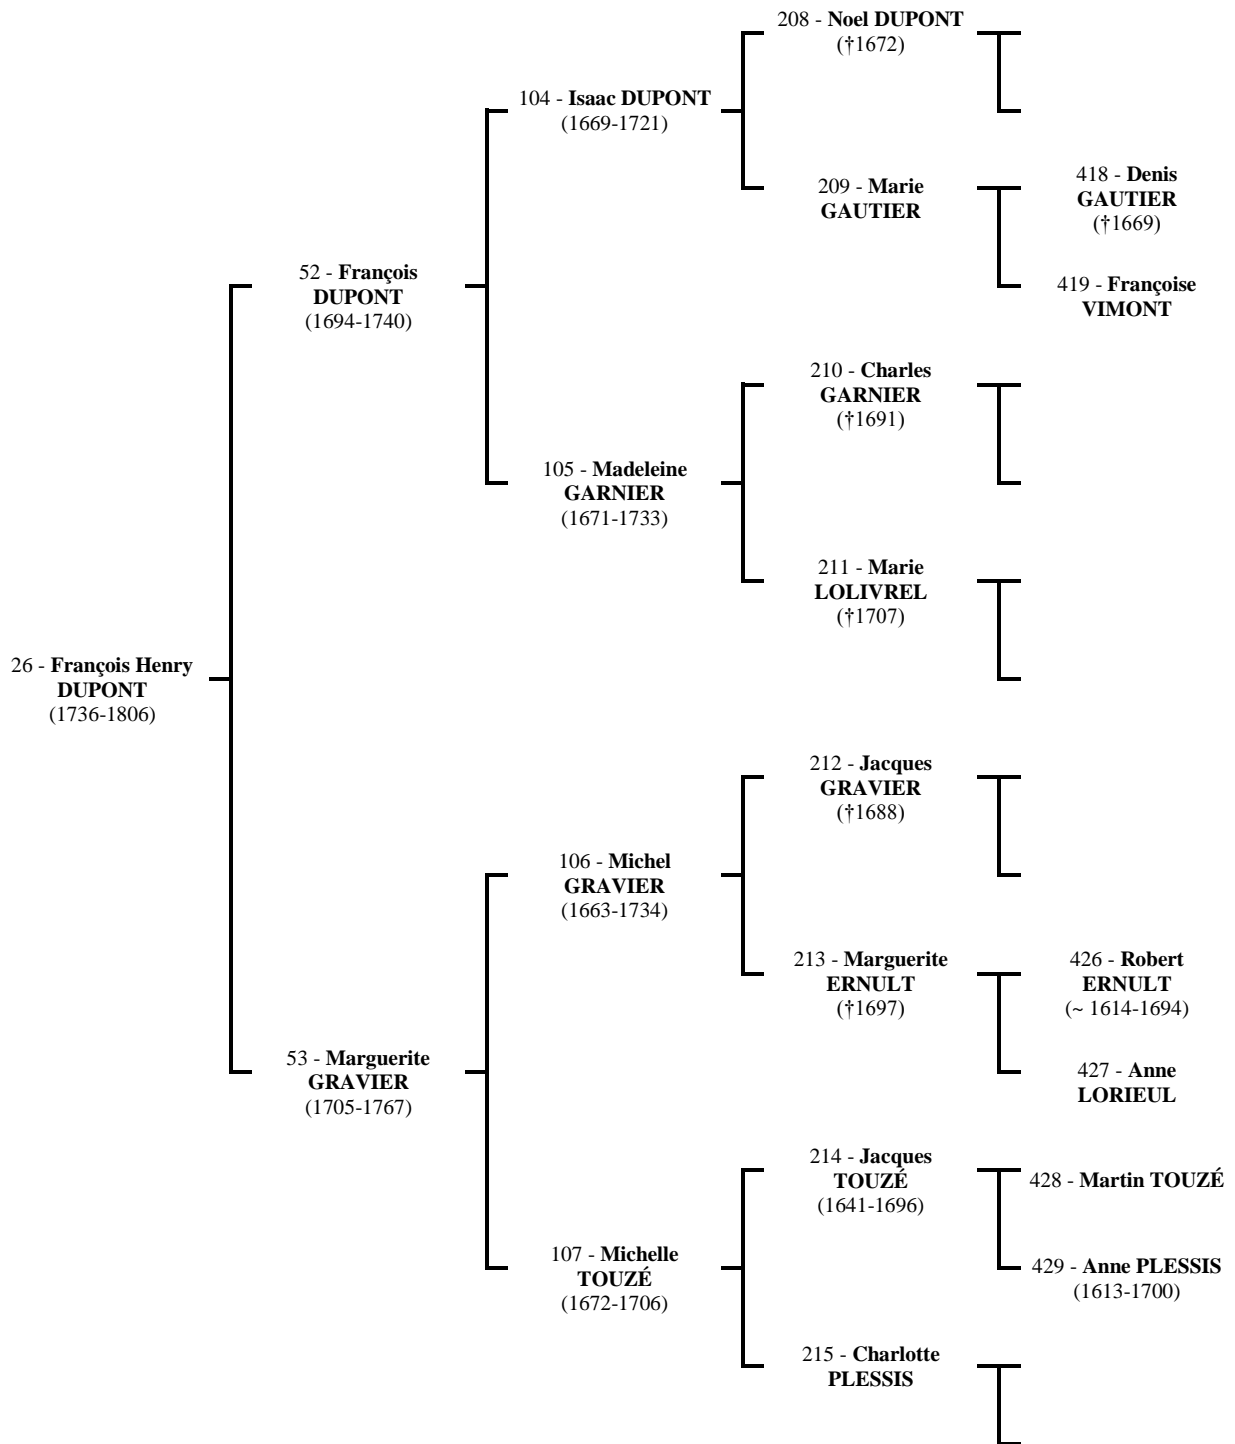 208 - Noel DUPONT
(†1672)
104 - Isaac DUPONT
(1669-1721)
209 - Marie
GAUTIER
418 - Denis
GAUTIER
(†1669)
52 - François
DUPONT
(1694-1740)
419 - Françoise
VIMONT
210 - Charles
GARNIER
(†1691)
105 - Madeleine
GARNIER
(1671-1733)
211 - Marie
LOLIVREL
(†1707)
26 - François Henry
DUPONT
(1736-1806)
212 - Jacques
GRAVIER
(†1688)
106 - Michel
GRAVIER
(1663-1734)
213 - Marguerite
ERNULT
(†1697)
426 - Robert
ERNULT
(~ 1614-1694)
53 - Marguerite
GRAVIER
(1705-1767)
427 - Anne
LORIEUL
214 - Jacques
TOUZÉ
(1641-1696)
428 - Martin TOUZÉ
107 - Michelle
TOUZÉ
(1672-1706)
429 - Anne PLESSIS
(1613-1700)
215 - Charlotte
PLESSIS